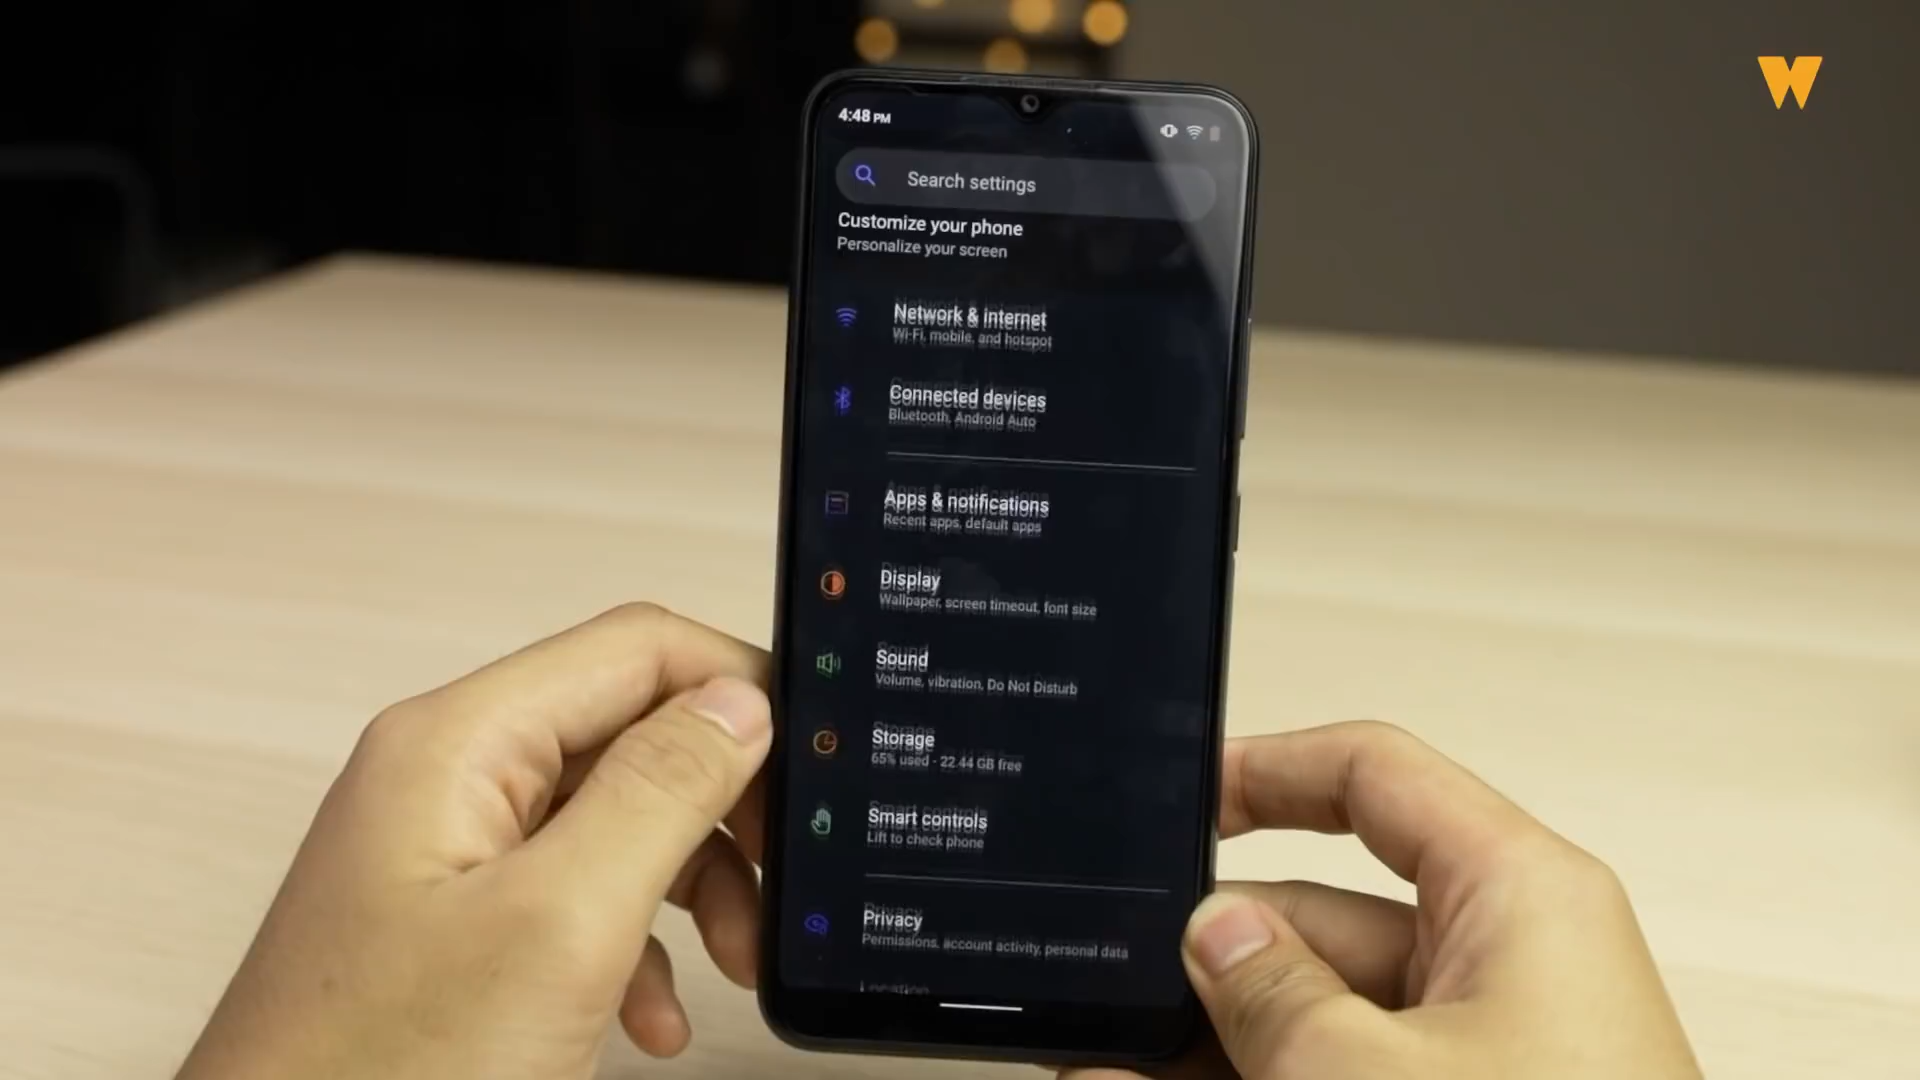 W
4:48 PM
Search settings
Customize your phone
Personalize your screen
Network & internet
Wi-Fi, mobile, and hotspot
Connected devices
Bluetooth, Android Auto
Apps & notifications
Recent apps, default apps
Display
Wallpaper, screen timeout, font size
Sound
Volume, vibration, Do Not Disturb
Storage
65% used - 22.44 GB free
Smart controls
Lift to check phone
Privacy
Permissions, account activity, personal data
Location